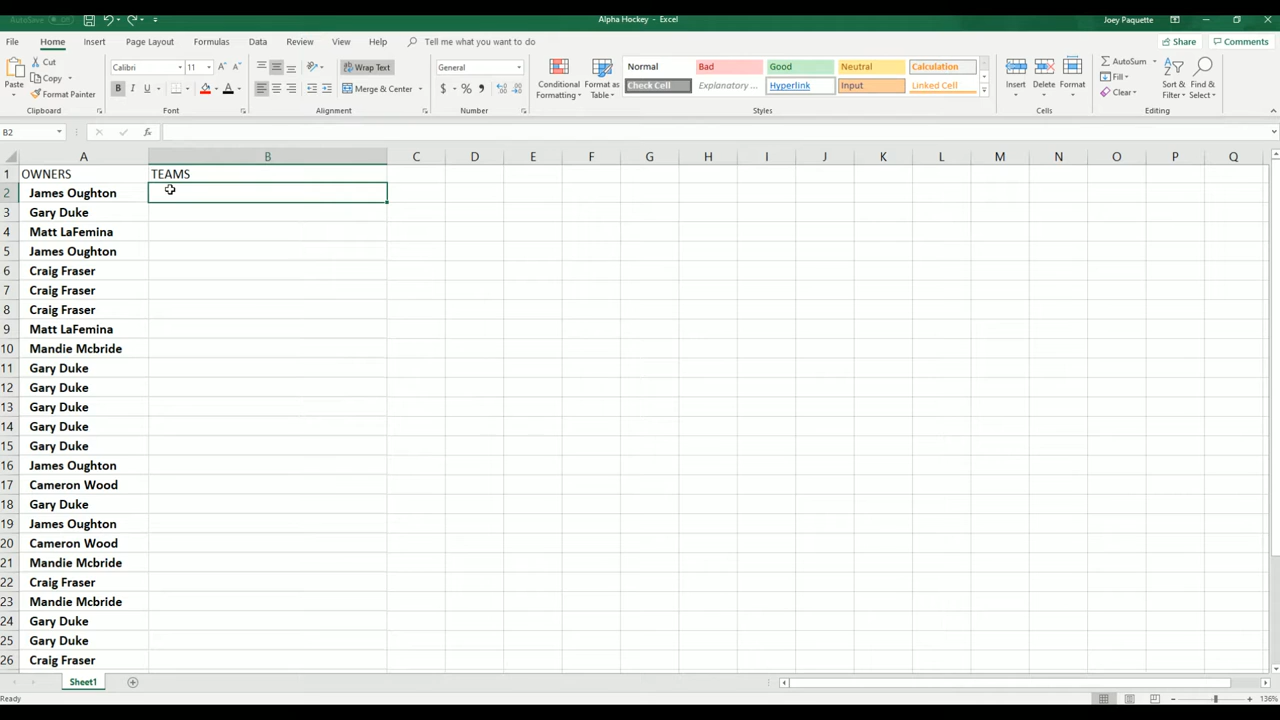 AutoSave Off
Alpha Hockey - Excel
Joey Paquette
File Home Insert Page Layout Formulas Data Review View Help Tell me what you want to do Share Comments
Paste
Cut
Copy
Format Painter
Clipboard
Calibri 11
B I U
Font
Wrap Text
Merge & Center
Alignment
General
$ % ,
Number
Conditional Formatting
Format as Table
Normal Bad Good Neutral Calculation
Check Cell Explanatory ... Hyperlink Input Linked Cell
Styles
Insert Delete Format
Cells
AutoSum
Fill
Clear
Sort & Filter
Find & Select
Editing
B2 fx
A B C D E F G H I J K L M N O P Q
1 OWNERS TEAMS
2 James Oughton
3 Gary Duke
4 Matt LaFemina
5 James Oughton
6 Craig Fraser
7 Craig Fraser
8 Craig Fraser
9 Matt LaFemina
10 Mandie Mcbride
11 Gary Duke
12 Gary Duke
13 Gary Duke
14 Gary Duke
15 Gary Duke
16 James Oughton
17 Cameron Wood
18 Gary Duke
19 James Oughton
20 Cameron Wood
21 Mandie Mcbride
22 Craig Fraser
23 Mandie Mcbride
24 Gary Duke
25 Gary Duke
26 Craig Fraser
Sheet1
Ready
136%